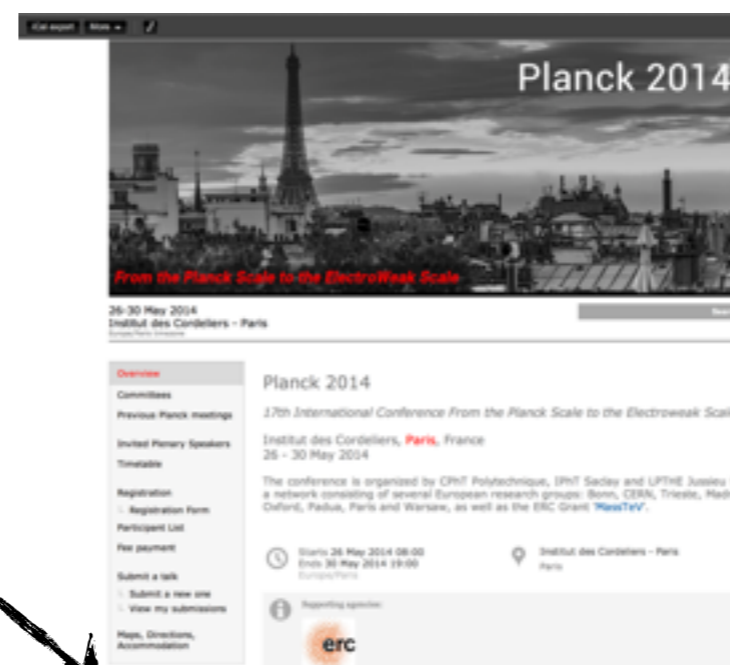 iCal export More
Planck 2014
From the Planck Scale to the ElectroWeak Scale
26-30 May 2014
Institut des Cordeliers - Paris
Europe/Paris timezone
Overview
Committees
Previous Planck meetings
Invited Plenary Speakers
Timetable
Registration
Registration Form
Participant List
Fee payment
Submit a talk
Submit a new one
View my submissions
Maps, Directions,
Accommodation
Planck 2014
17th International Conference From the Planck Scale to the Electroweak Scal
Institut des Cordeliers, Paris, France
26 - 30 May 2014
The conference is organized by CPhT Polytechnique, IPhT Saclay and LPTHE Jussieu
a network consisting of several European research groups: Bonn, CERN, Trieste, Madr
Oxford, Padua, Paris and Warsaw, as well as the ERC Grant 'MassTeV'.
Starts 26 May 2014 08:00
Ends 30 May 2014 19:00
Europe/Paris
Institut des Cordeliers - Paris
Paris
Supporting agencies:
erc